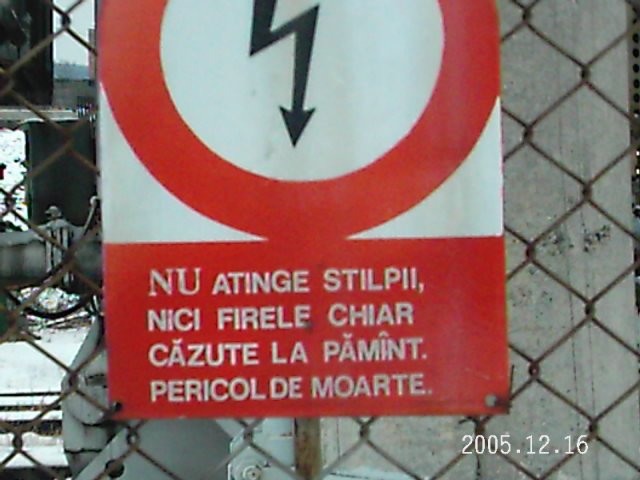 NU ATINGE STILPII,
NICI FIRELE CHIAR
CĂZUTE LA PĂMÎNT.
PERICOL DE MOARTE.
2005.12.16